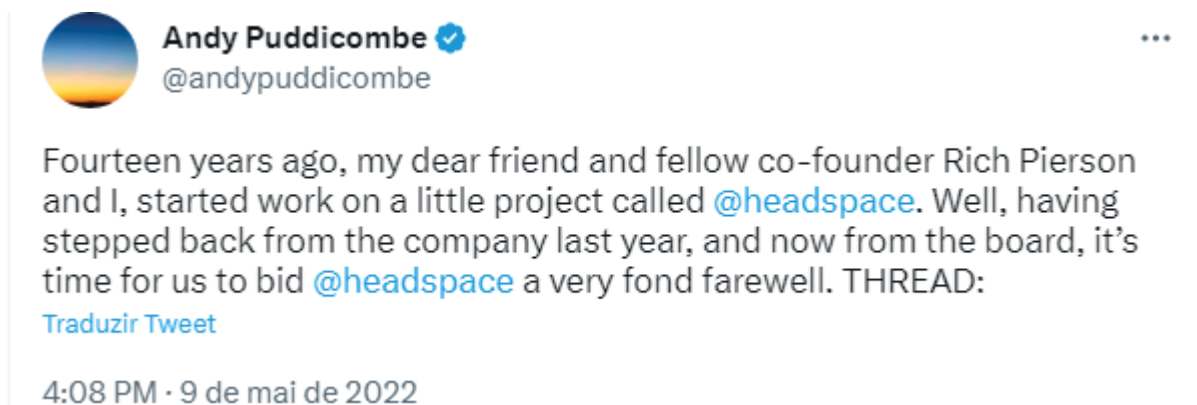 Andy Puddicombe
@andypuddicombe
Fourteen years ago, my dear friend and fellow co-founder Rich Pierson
and I, started work on a little project called @headspace. Well, having
stepped back from the company last year, and now from the board, it’s
time for us to bid @headspace a very fond farewell. THREAD:
Traduzir Tweet
4:08 PM · 9 de mai de 2022